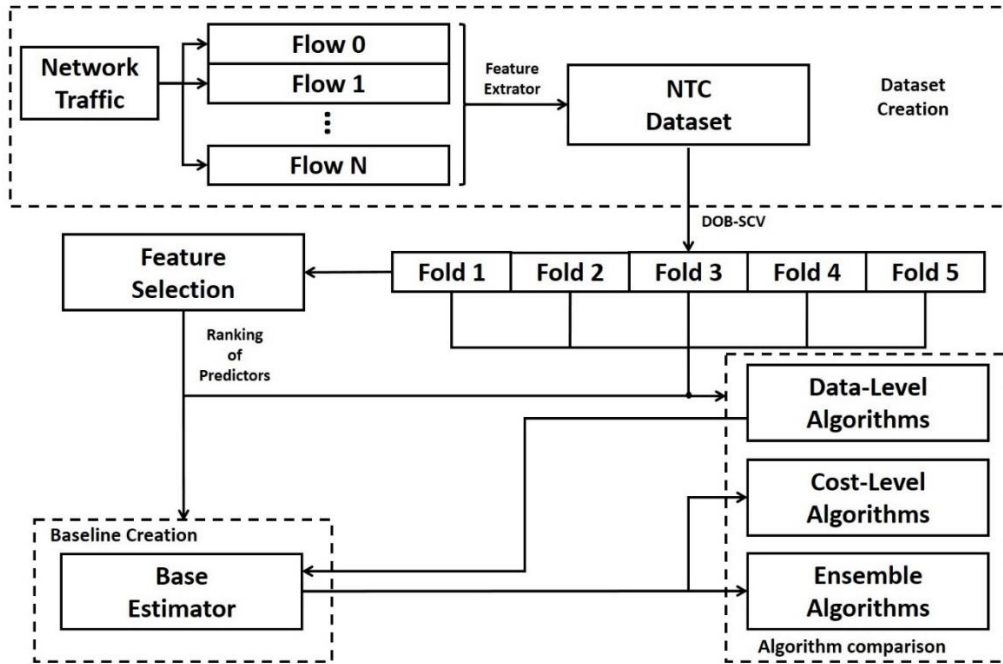 Network
Traffic
Flow 0
Flow 1
Flow N
Feature
Extrator
NTC
Dataset
Dataset
Creation
DOB-SCV
Feature
Selection
Fold 1
Fold 2
Fold 3
Fold 4
Fold 5
Ranking
of
Predictors
Data-Level
Algorithms
Cost-Level
Algorithms
Baseline Creation
Base
Estimator
Ensemble
Algorithms
Algorithm comparison